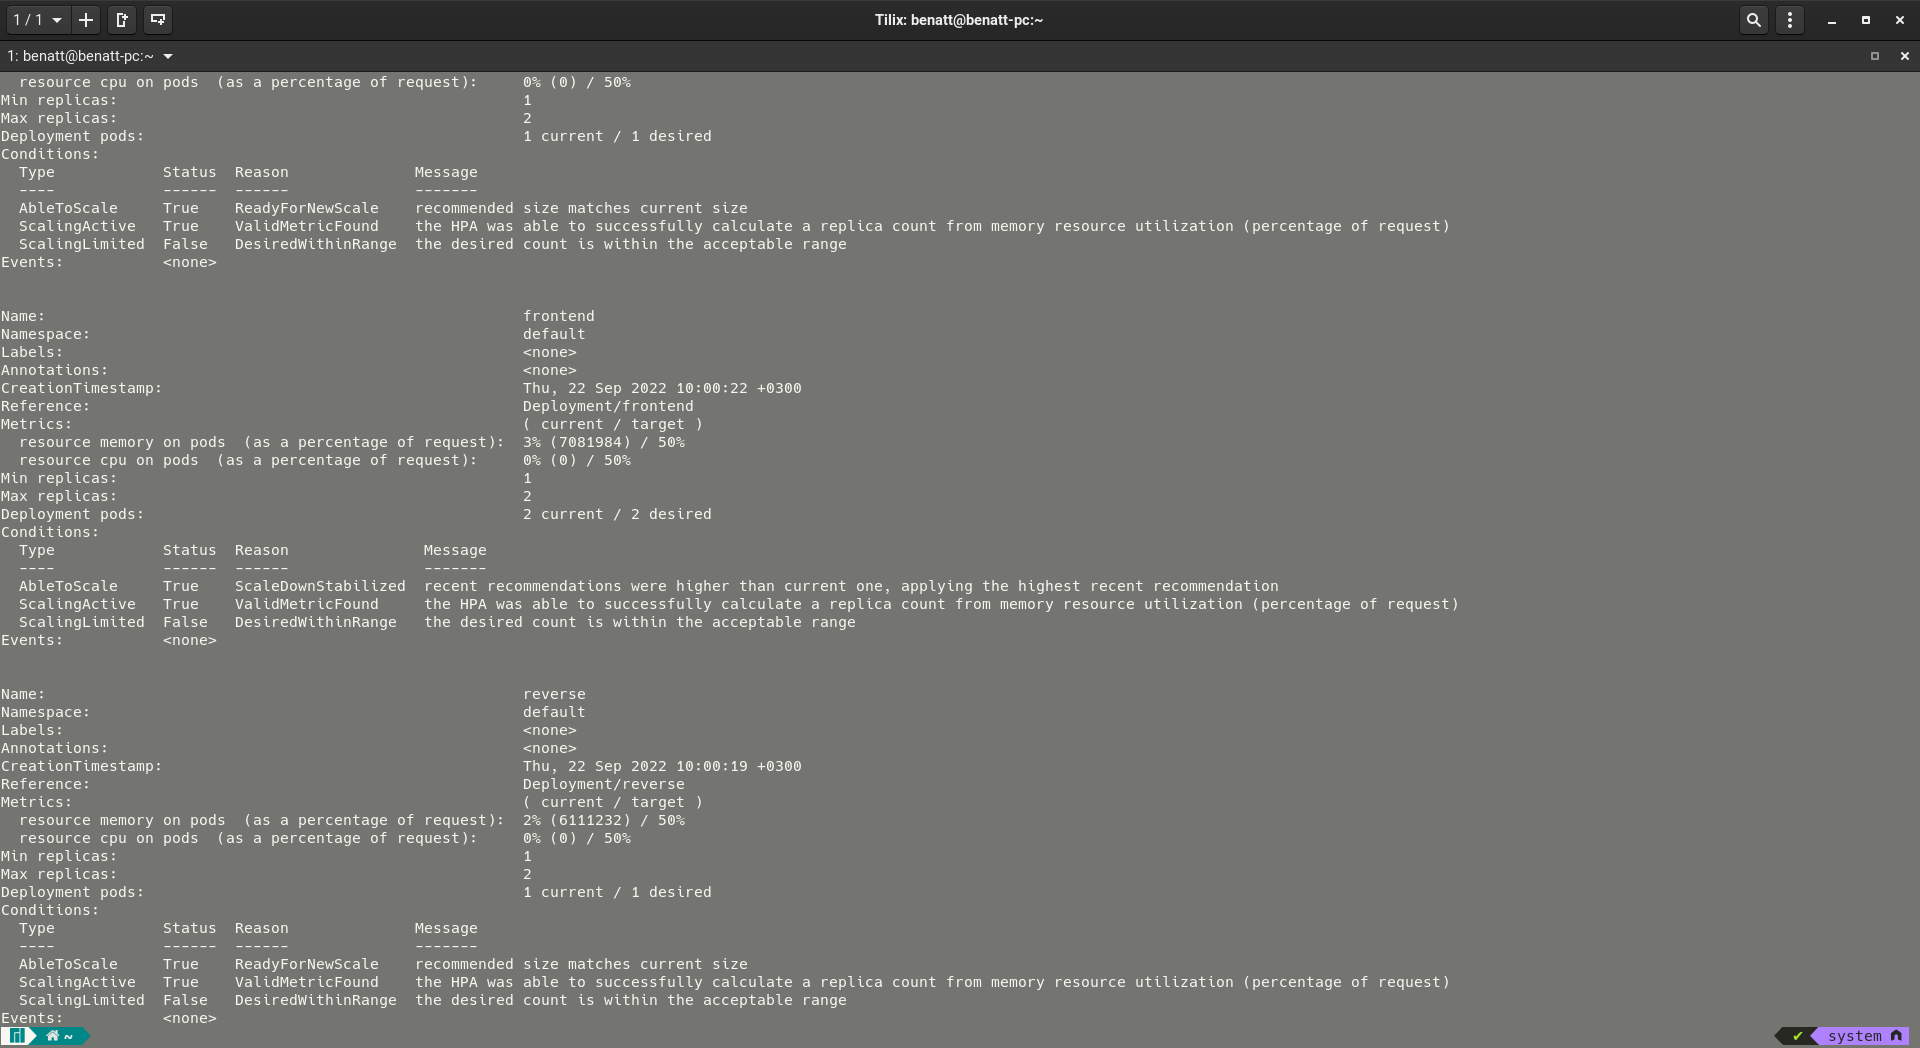 1 / 1
Tilix: benatt@benatt-pc:~
1: benatt@benatt-pc:~
  resource cpu on pods  (as a percentage of request):     0% (0) / 50%
Min replicas:                                             1
Max replicas:                                             2
Deployment pods:                                          1 current / 1 desired
Conditions:
  Type            Status  Reason              Message
  ----            ------  ------              -------
  AbleToScale     True    ReadyForNewScale    recommended size matches current size
  ScalingActive   True    ValidMetricFound    the HPA was able to successfully calculate a replica count from memory resource utilization (percentage of request)
  ScalingLimited  False   DesiredWithinRange  the desired count is within the acceptable range
Events:           <none>
Name:                                                     frontend
Namespace:                                                default
Labels:                                                   <none>
Annotations:                                              <none>
CreationTimestamp:                                        Thu, 22 Sep 2022 10:00:22 +0300
Reference:                                                Deployment/frontend
Metrics:                                                  ( current / target )
  resource memory on pods  (as a percentage of request):  3% (7081984) / 50%
  resource cpu on pods  (as a percentage of request):     0% (0) / 50%
Min replicas:                                             1
Max replicas:                                             2
Deployment pods:                                          2 current / 2 desired
Conditions:
  Type            Status  Reason               Message
  ----            ------  ------               -------
  AbleToScale     True    ScaleDownStabilized  recent recommendations were higher than current one, applying the highest recent recommendation
  ScalingActive   True    ValidMetricFound     the HPA was able to successfully calculate a replica count from memory resource utilization (percentage of request)
  ScalingLimited  False   DesiredWithinRange   the desired count is within the acceptable range
Events:           <none>
Name:                                                     reverse
Namespace:                                                default
Labels:                                                   <none>
Annotations:                                              <none>
CreationTimestamp:                                        Thu, 22 Sep 2022 10:00:19 +0300
Reference:                                                Deployment/reverse
Metrics:                                                  ( current / target )
  resource memory on pods  (as a percentage of request):  2% (6111232) / 50%
  resource cpu on pods  (as a percentage of request):     0% (0) / 50%
Min replicas:                                             1
Max replicas:                                             2
Deployment pods:                                          1 current / 1 desired
Conditions:
  Type            Status  Reason              Message
  ----            ------  ------              -------
  AbleToScale     True    ReadyForNewScale    recommended size matches current size
  ScalingActive   True    ValidMetricFound    the HPA was able to successfully calculate a replica count from memory resource utilization (percentage of request)
  ScalingLimited  False   DesiredWithinRange  the desired count is within the acceptable range
Events:           <none>
~ ✔ system